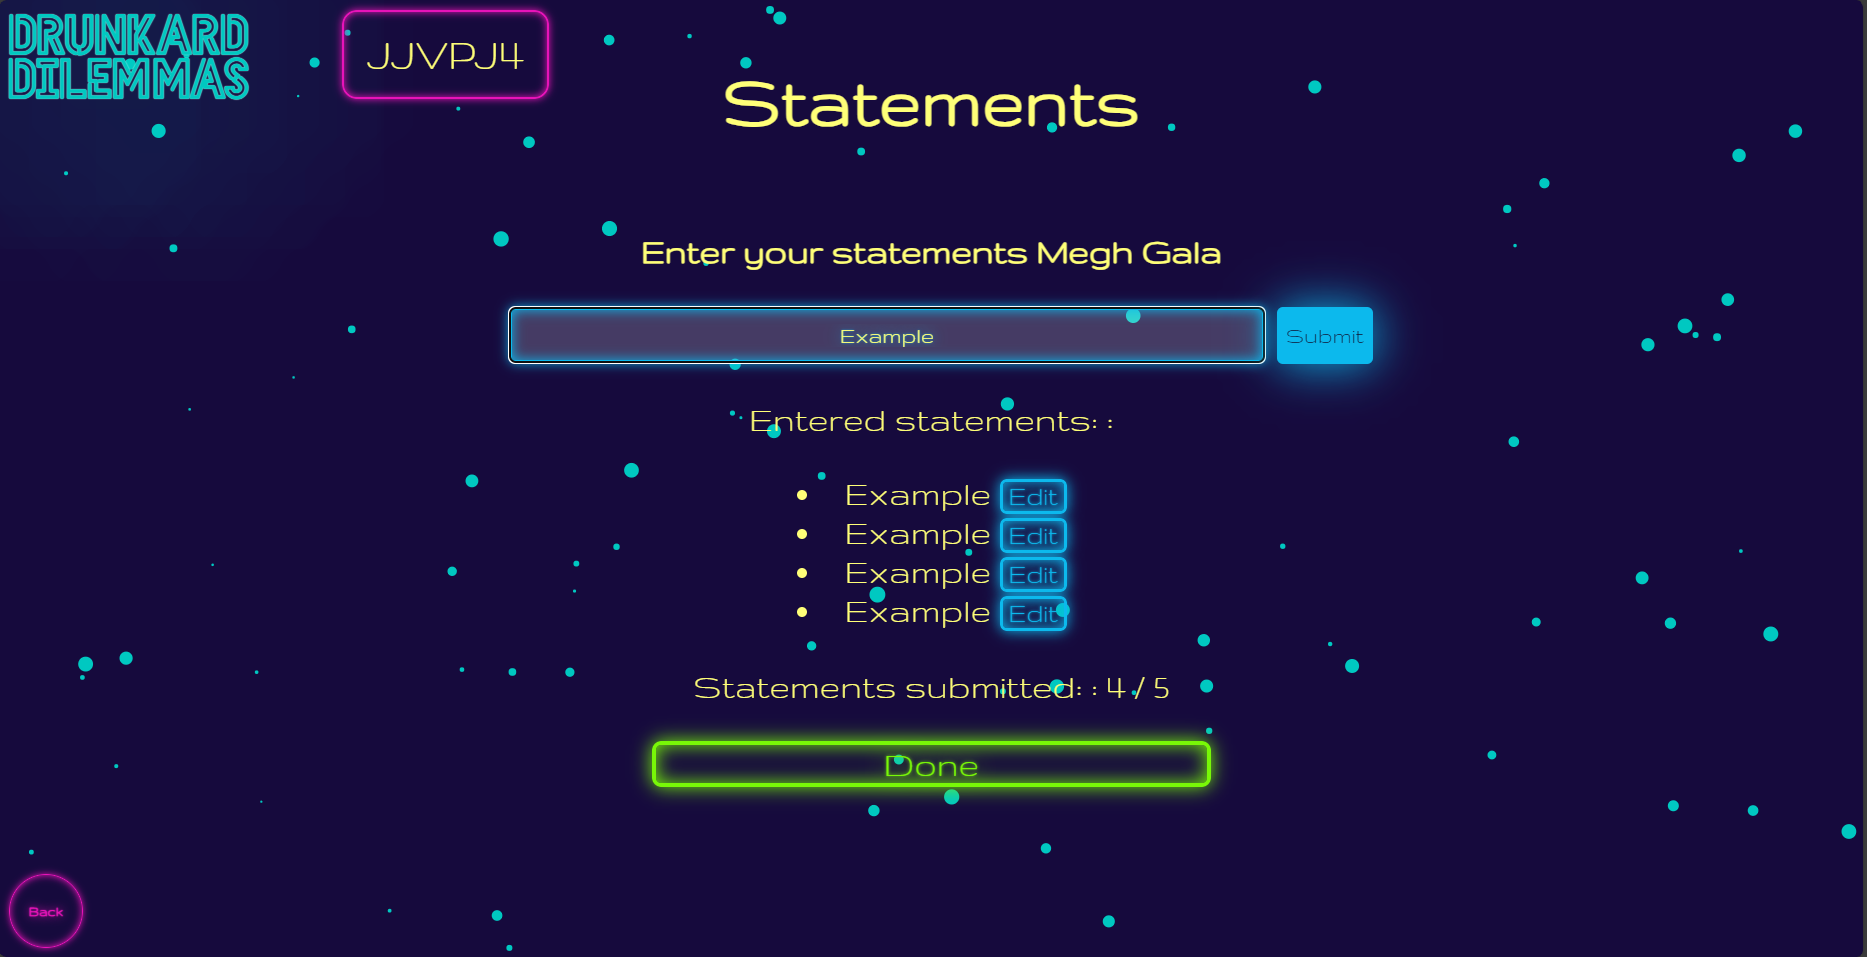 DRUNKARD
DILEMMAS
JJVPJ4
Statements
Enter your statements Megh Gala
Example
Submit
Entered statements: :
Example Edit
Example Edit
Example Edit
Example Edit
Statements submitted: : 4 / 5
Done
Back